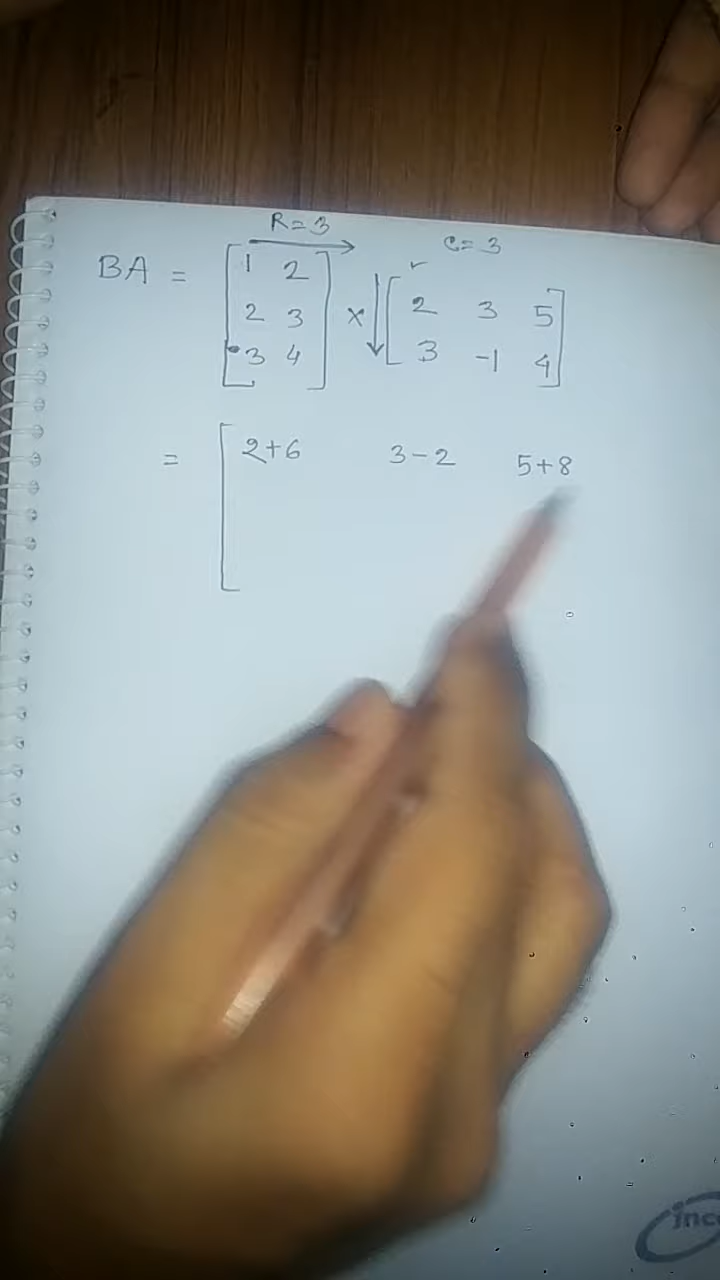 R=3 c=3
BA = [1 2 × [2 3 5]
2 3 3 -1 4
3 4]
= [2+6 3-2 5+8
inc